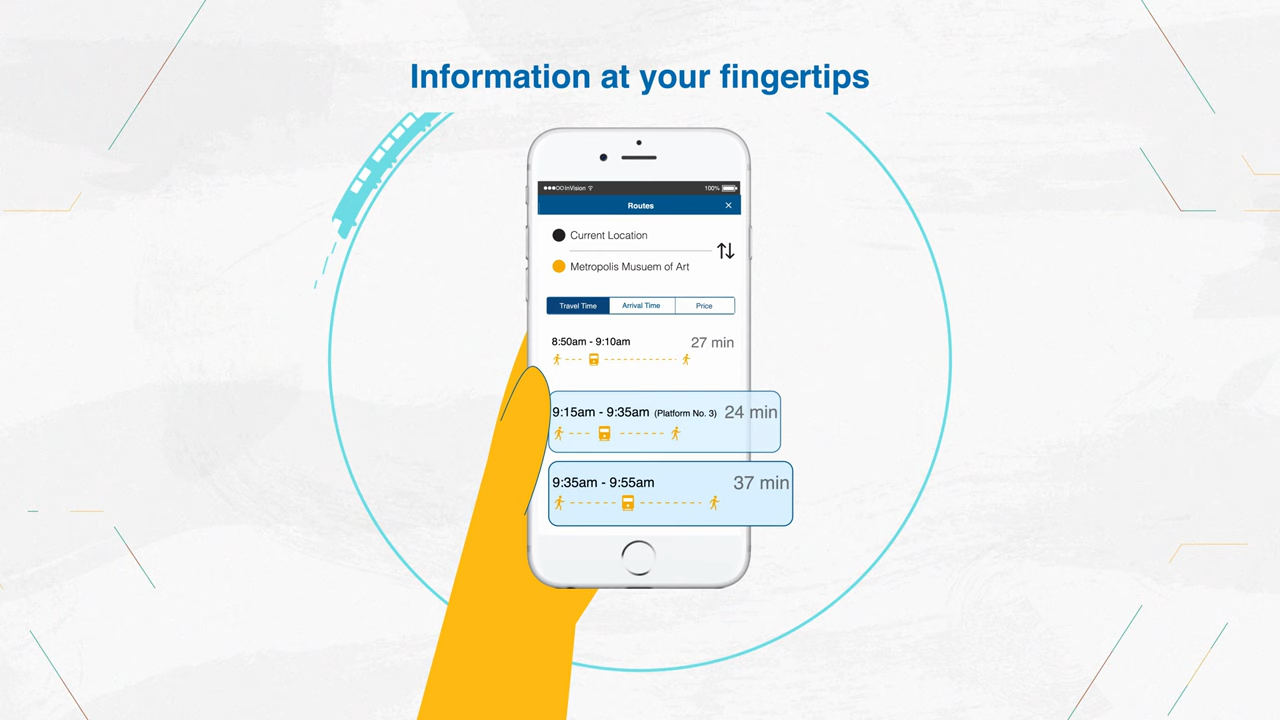 Information at your fingertips
InVision 100%
Routes
Current Location
Metropolis Musuem of Art
Travel Time Arrival Time Price
8:50am - 9:10am 27 min
9:15am - 9:35am (Platform No. 3) 24 min
9:35am - 9:55am 37 min